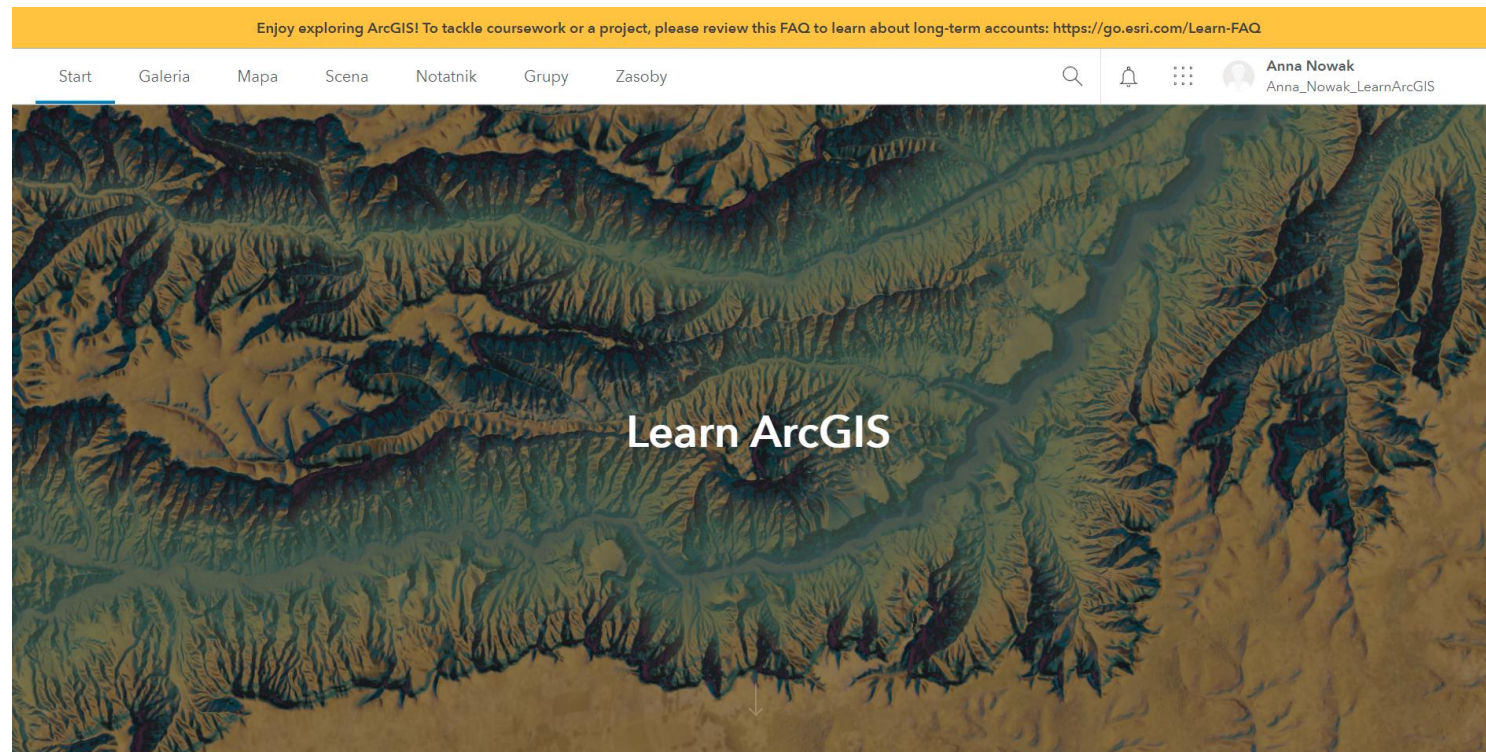 Enjoy exploring ArcGIS! To tackle coursework or a project, please review this FAQ to learn about long-term accounts: https://go.esri.com/Learn-FAQ
Start Galeria Mapa Scena Notatnik Grupy Zasoby
Anna Nowak
Anna_Nowak_LearnArcGIS
Learn ArcGIS